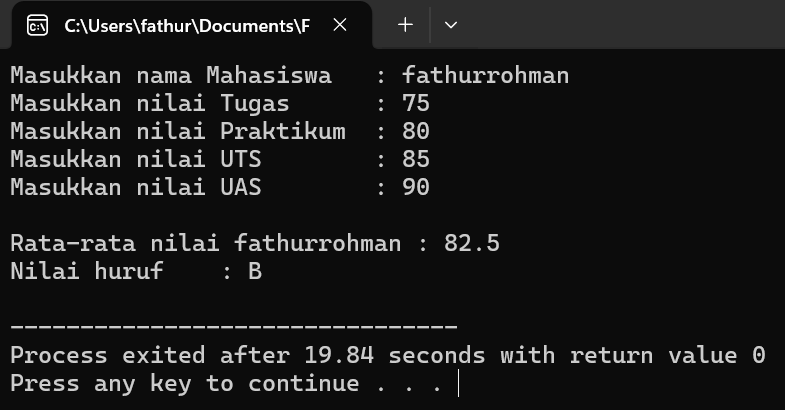 C:\Users\fathur\Documents\F
Masukkan nama Mahasiswa   : fathurrohman
Masukkan nilai Tugas      : 75
Masukkan nilai Praktikum  : 80
Masukkan nilai UTS        : 85
Masukkan nilai UAS        : 90
Rata-rata nilai fathurrohman : 82.5
Nilai huruf    : B
--------------------------------
Process exited after 19.84 seconds with return value 0
Press any key to continue . . .